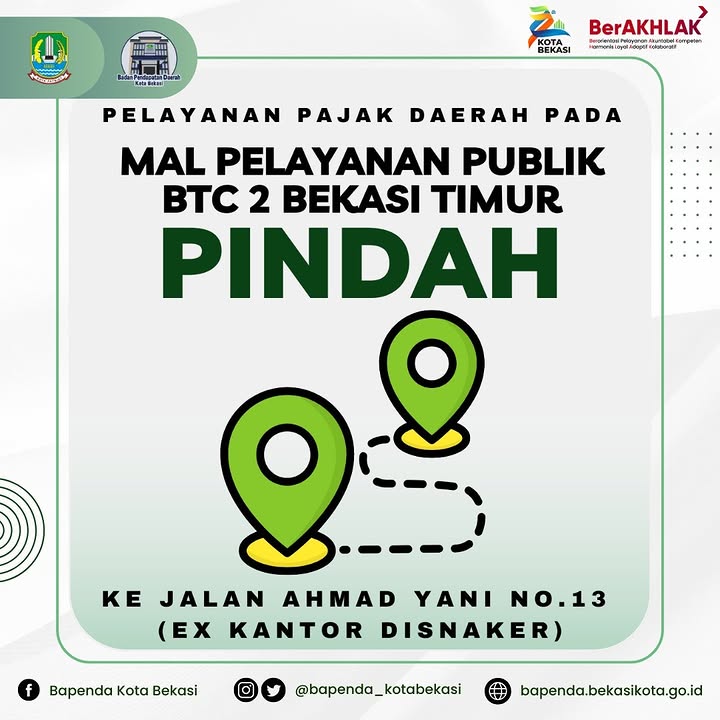 Badan Pendapatan Daerah
Kota Bekasi
KOTA
BEKASI
BerAKHLAK
Berorientasi Pelayanan Akuntabel Kompeten
Harmonis Loyal Adaptif Kolaboratif
PELAYANAN PAJAK DAERAH PADA
MAL PELAYANAN PUBLIK
BTC 2 BEKASI TIMUR
PINDAH
KE JALAN AHMAD YANI NO.13
(EX KANTOR DISNAKER)
Bapenda Kota Bekasi
@bapenda_kotabekasi
bapenda.bekasikota.go.id